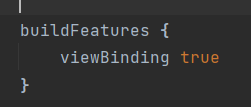 buildFeatures {
    viewBinding true
}